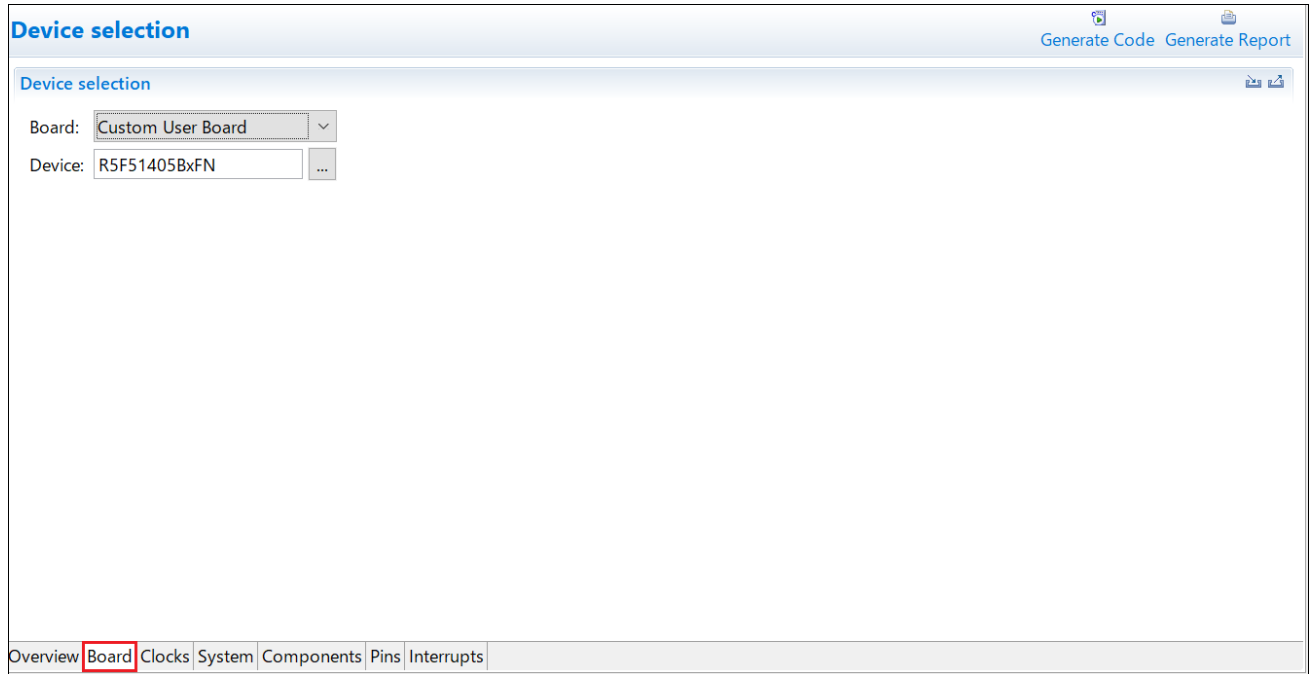 Device selection
Generate Code Generate Report
Device selection
Board: Custom User Board
Device: R5F51405BxFN ...
Overview Board Clocks System Components Pins Interrupts